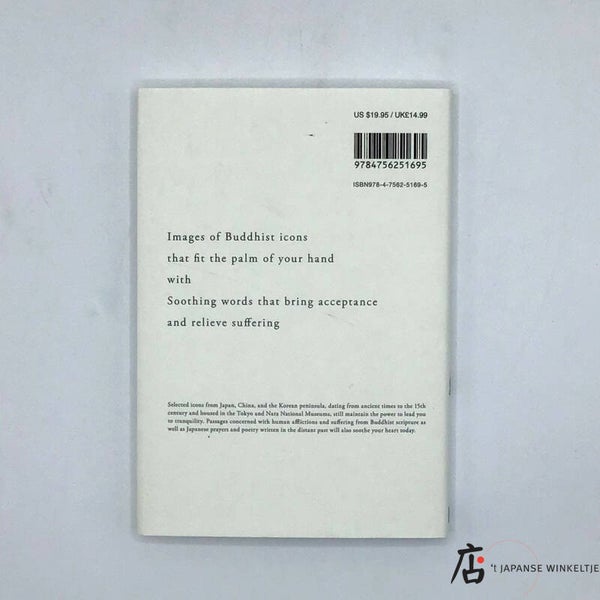 US $19.95 / UK£14.99
9784756251695
ISBN978-4-7562-5169-5
Images of Buddhist icons
that fit the palm of your hand
with
Soothing words that bring acceptance
and relieve suffering
Selected icons from Japan, China, and the Korean peninsula, dating from ancient times to the 15th
century and housed in the Tokyo and Nara National Museums, still maintain the power to lead you
to tranquility. Passages concerned with human afflictions and suffering from Buddhist scripture as
well as Japanese prayers and poetry written in the distant past will also soothe your heart today.
店 't JAPANSE WINKELTJE